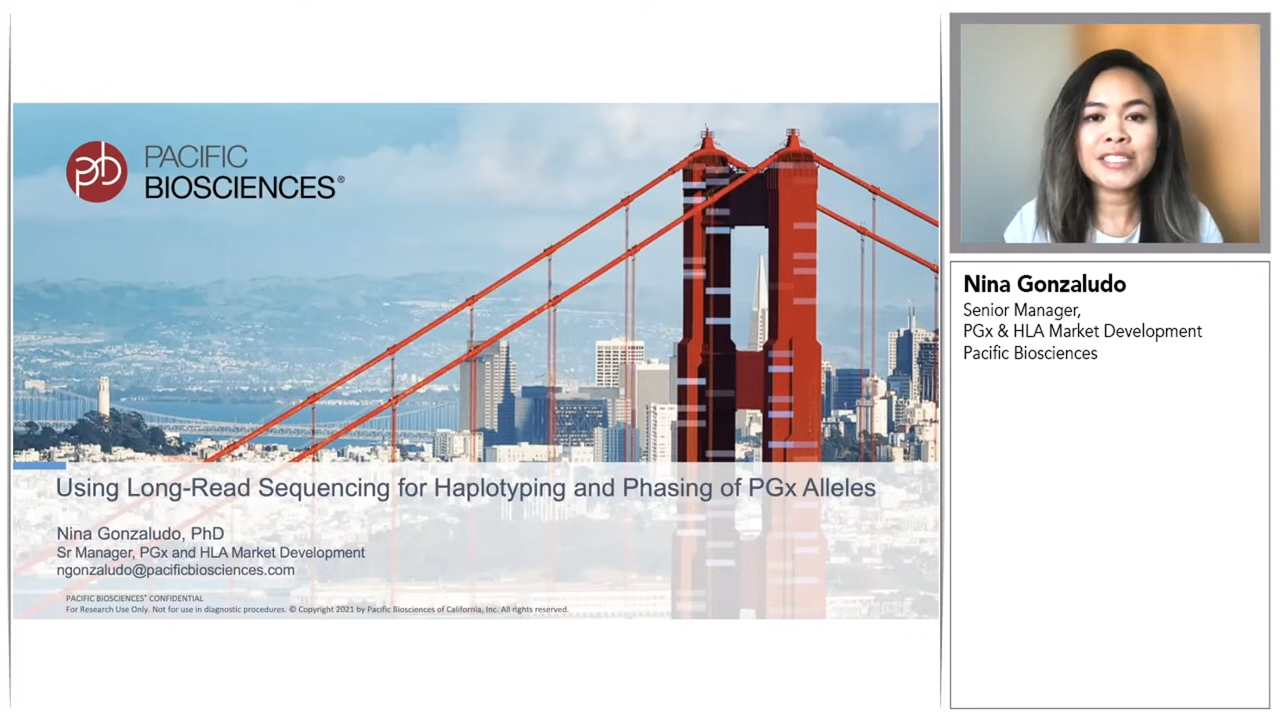 pb
PACIFIC
BIOSCIENCES®
Using Long-Read Sequencing for Haplotyping and Phasing of PGx Alleles
Nina Gonzaludo, PhD
Sr Manager, PGx and HLA Market Development
ngonzaludo@pacificbiosciences.com
PACIFIC BIOSCIENCES® CONFIDENTIAL
For Research Use Only. Not for use in diagnostic procedures. © Copyright 2021 by Pacific Biosciences of California, Inc. All rights reserved.
Nina Gonzaludo
Senior Manager,
PGx & HLA Market Development
Pacific Biosciences